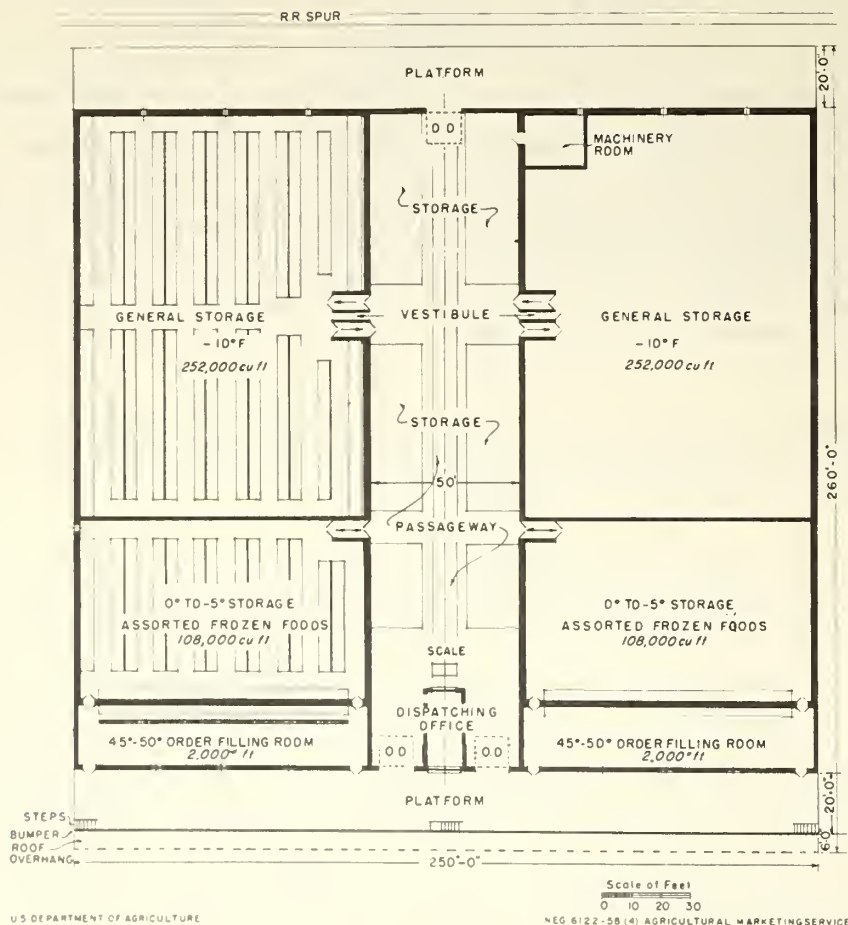 R.R. SPUR
PLATFORM
20'-0"
O D
MACHINERY
ROOM
STORAGE
GENERAL STORAGE
-10°F
252,000 cu ft
VESTIBULE
GENERAL STORAGE
-10°F
252,000 cu ft
STORAGE
50'
260'-0"
PASSAGEWAY
0° TO -5° STORAGE
ASSORTED FROZEN FOODS
108,000 cu ft
0° TO -5° STORAGE,
ASSORTED FROZEN FOODS
108,000 cu ft
SCALE
DISPATCHING
OFFICE
45°-50° ORDER FILLING ROOM
2,000 □' ft
O D
O D
45°-50° ORDER FILLING ROOM
2,000 □' ft
PLATFORM
20'-0"
STEPS
BUMPER
ROOF
OVERHANG
6'0"
250'-0"
Scale of Feet
0 10 20 30
U.S. DEPARTMENT OF AGRICULTURE
NEG. 6122-58 (4) AGRICULTURAL MARKETING SERVICE